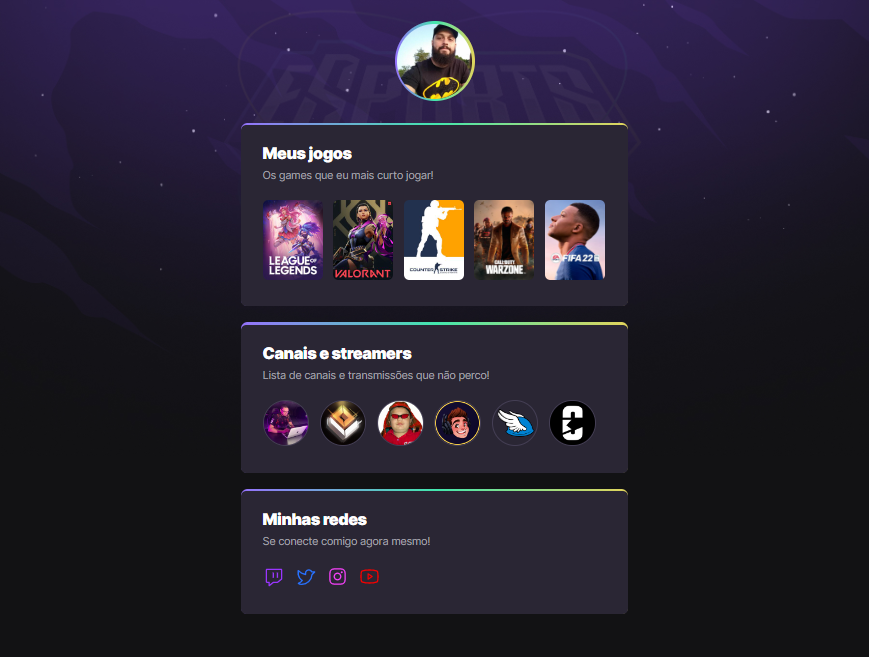 ESPORTS
Meus jogos
Os games que eu mais curto jogar!
LEAGUE OF
LEGENDS
VALORANT
COUNTER STRIKE
CALL OF DUTY
WARZONE
FIFA 22
Canais e streamers
Lista de canais e transmissões que não perco!
Minhas redes
Se conecte comigo agora mesmo!